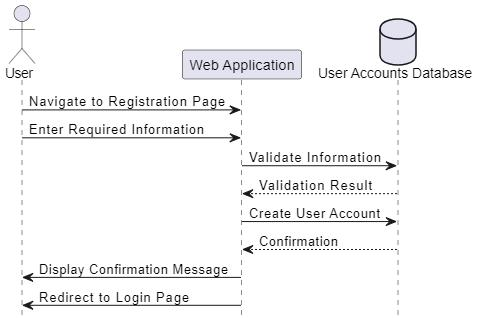 User
Web Application
User Accounts Database
Navigate to Registration Page
Enter Required Information
Validate Information
Validation Result
Create User Account
Confirmation
Display Confirmation Message
Redirect to Login Page